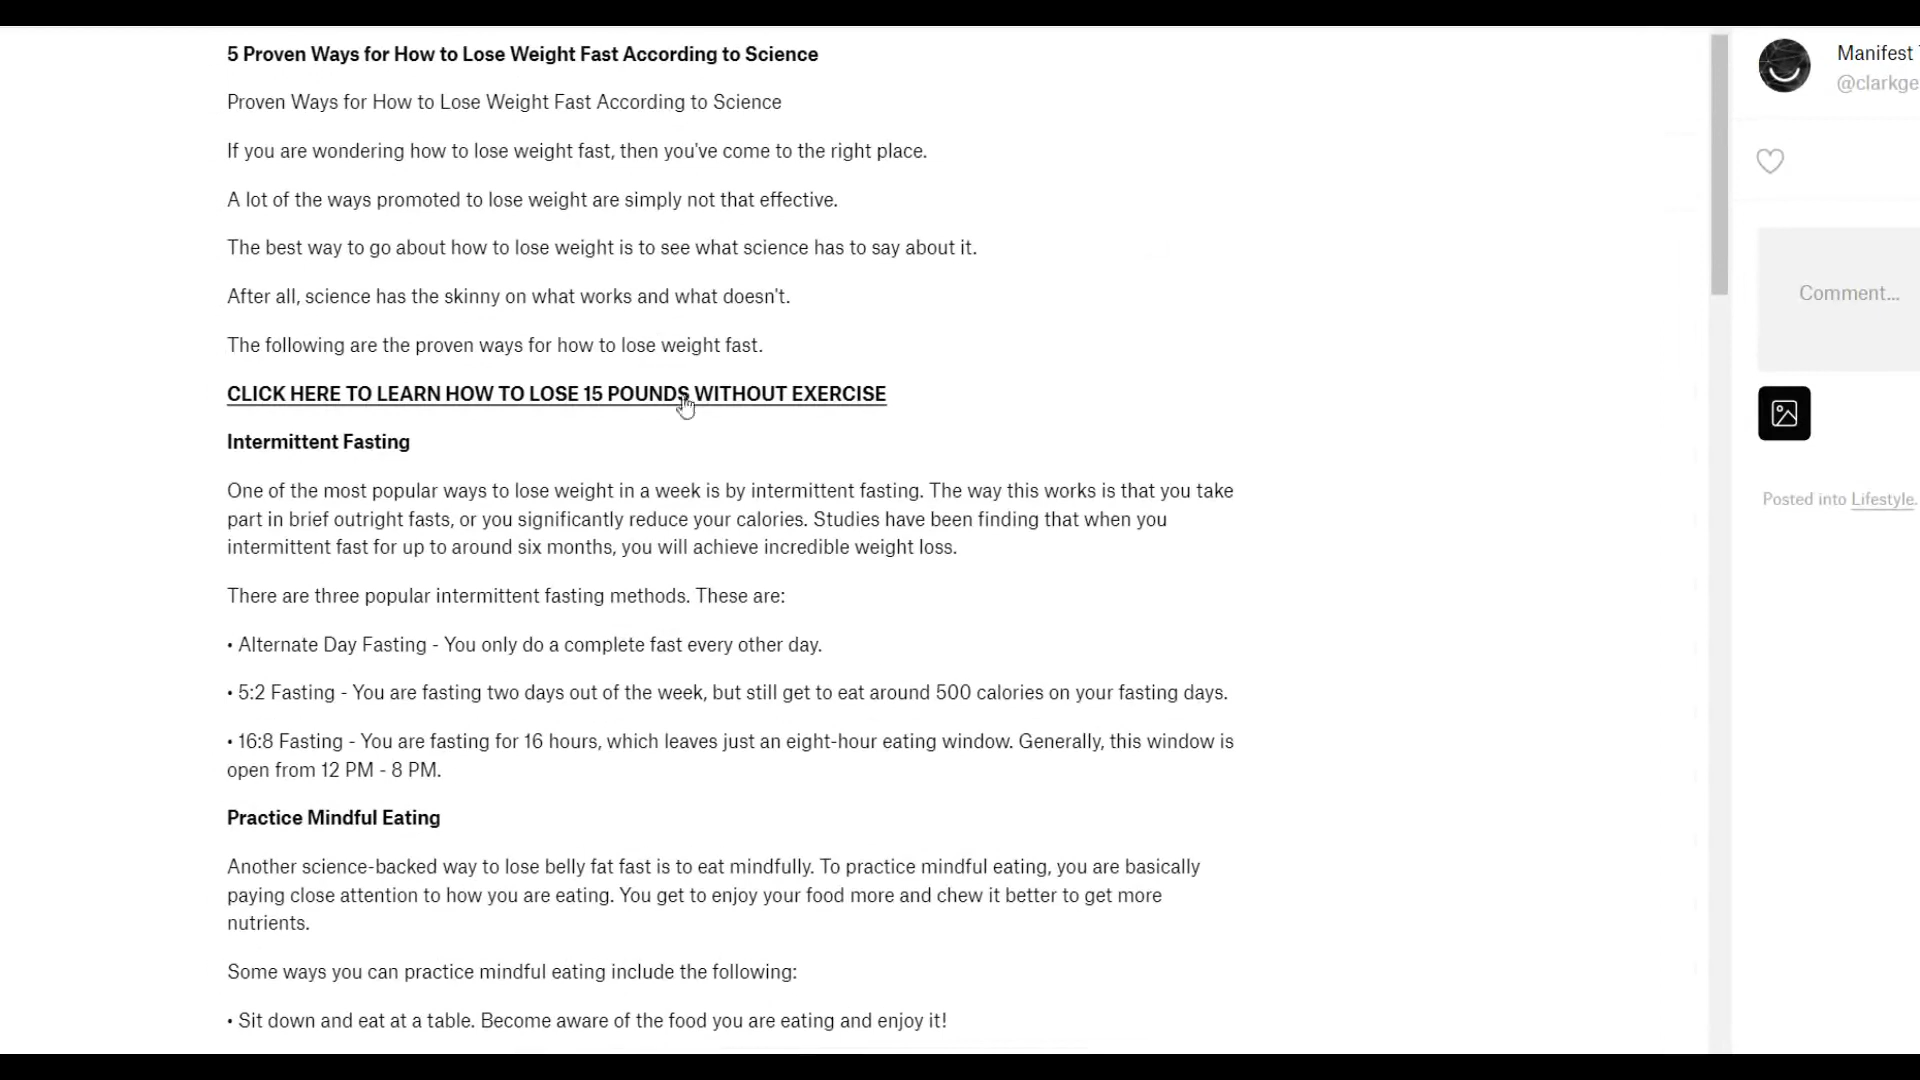 5 Proven Ways for How to Lose Weight Fast According to Science
Proven Ways for How to Lose Weight Fast According to Science
If you are wondering how to lose weight fast, then you've come to the right place.
A lot of the ways promoted to lose weight are simply not that effective.
The best way to go about how to lose weight is to see what science has to say about it.
After all, science has the skinny on what works and what doesn't.
The following are the proven ways for how to lose weight fast.
CLICK HERE TO LEARN HOW TO LOSE 15 POUNDS WITHOUT EXERCISE
Intermittent Fasting
One of the most popular ways to lose weight in a week is by intermittent fasting. The way this works is that you take
part in brief outright fasts, or you significantly reduce your calories. Studies have been finding that when you
intermittent fast for up to around six months, you will achieve incredible weight loss.
There are three popular intermittent fasting methods. These are:
• Alternate Day Fasting - You only do a complete fast every other day.
• 5:2 Fasting - You are fasting two days out of the week, but still get to eat around 500 calories on your fasting days.
• 16:8 Fasting - You are fasting for 16 hours, which leaves just an eight-hour eating window. Generally, this window is
open from 12 PM - 8 PM.
Practice Mindful Eating
Another science-backed way to lose belly fat fast is to eat mindfully. To practice mindful eating, you are basically
paying close attention to how you are eating. You get to enjoy your food more and chew it better to get more
nutrients.
Some ways you can practice mindful eating include the following:
• Sit down and eat at a table. Become aware of the food you are eating and enjoy it!
Manifest
@clarkge
Comment...
Posted into Lifestyle.